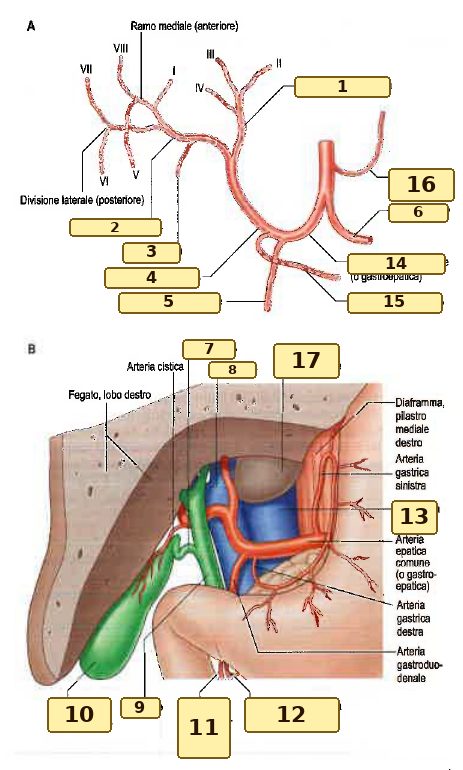 A
Ramo mediale (anteriore)
VIII
III
II
VII
I
IV
1
16
VI
V
Divisione laterale (posteriore)
6
2
3
14
4
(o gastroepatica)
5
15
B
7
17
Arteria cistica
8
Fegato, lobo destro
Diaframma,
pilastro
mediale
destro
Arteria
gastrica
sinistra
13
Arteria
epatica
comune
(o gastro-
epatica)
Arteria
gastrica
destra
Arteria
gastroduo-
denale
10
9
11
12